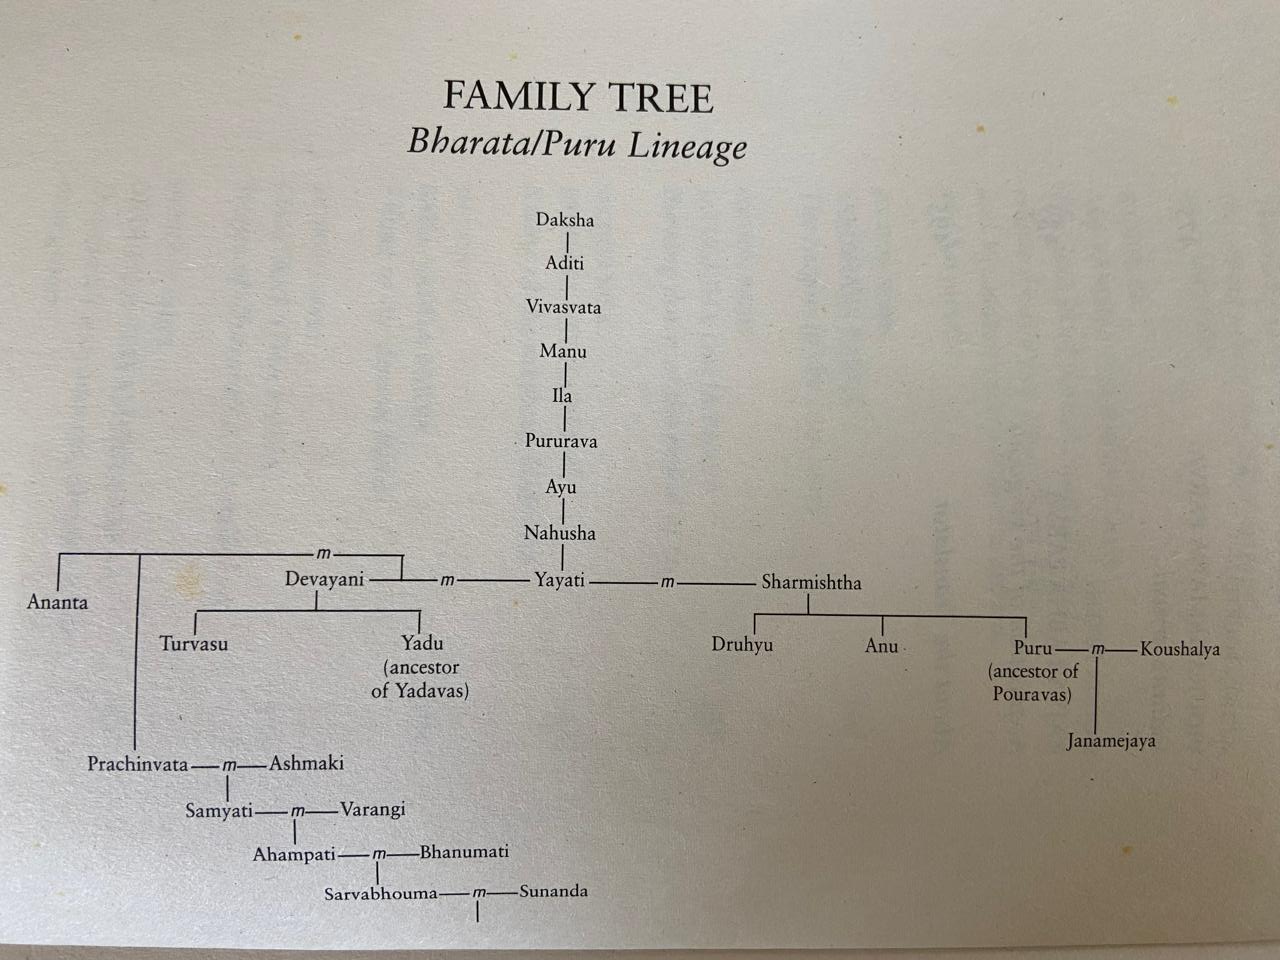 FAMILY TREE
Bharata/Puru Lineage
Daksha
Aditi
Vivasvata
Manu
Ila
Pururava
Ayu
Nahusha
m
Devayani m Yayati m Sharmishtha
Ananta
Turvasu Yadu Druhyu Anu Puru m Koushalya
(ancestor (ancestor of
of Yadavas) Pouravas)
Janamejaya
Prachinvata m Ashmaki
Samyati m Varangi
Ahampati m Bhanumati
Sarvabhouma m Sunanda